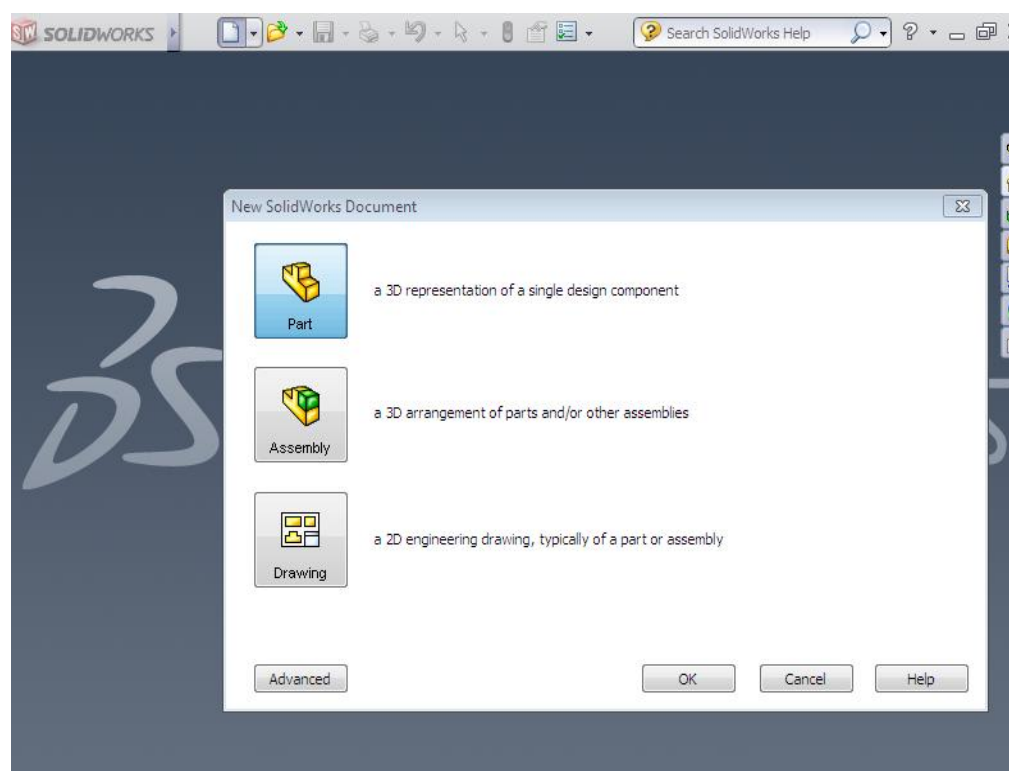 SOLIDWORKS
Search SolidWorks Help
New SolidWorks Document
a 3D representation of a single design component
Part
a 3D arrangement of parts and/or other assemblies
Assembly
a 2D engineering drawing, typically of a part or assembly
Drawing
Advanced
OK
Cancel
Help